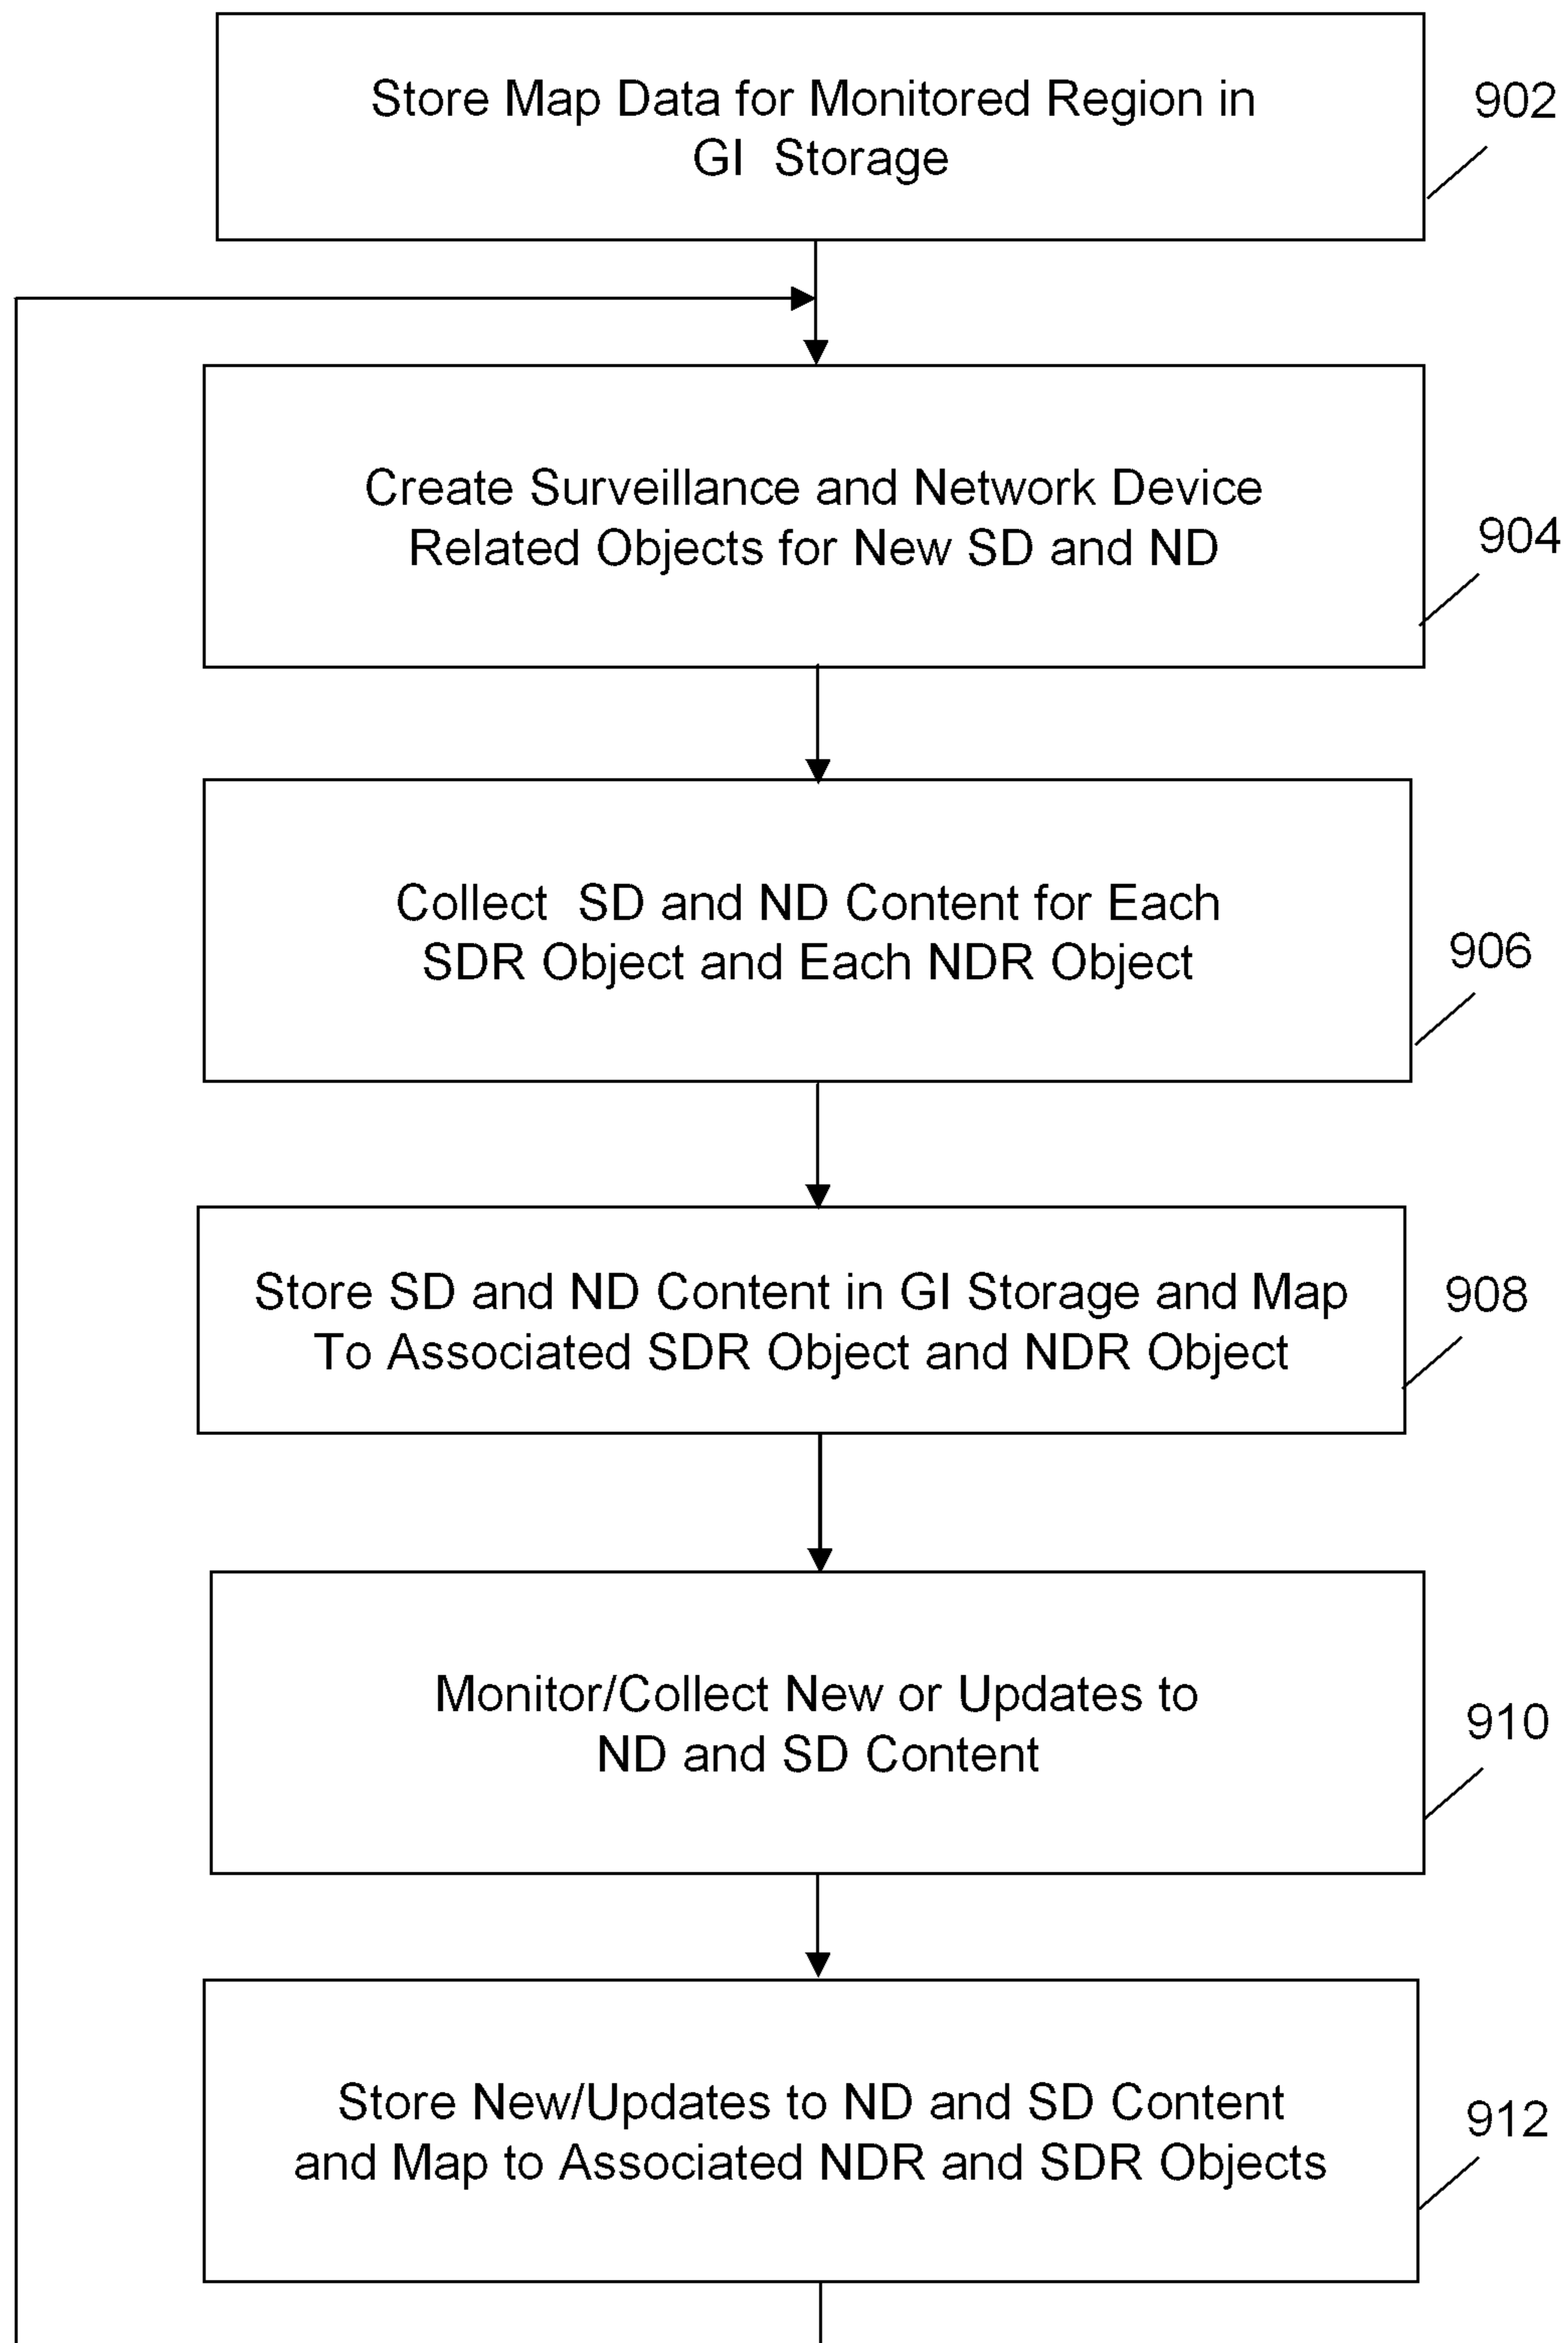 Store Map Data for Monitored Region in
GI Storage
902
Create Surveillance and Network Device
Related Objects for New SD and ND
904
Collect SD and ND Content for Each
SDR Object and Each NDR Object
906
Store SD and ND Content in GI Storage and Map
To Associated SDR Object and NDR Object
908
Monitor/Collect New or Updates to
ND and SD Content
910
Store New/Updates to ND and SD Content
and Map to Associated NDR and SDR Objects
912